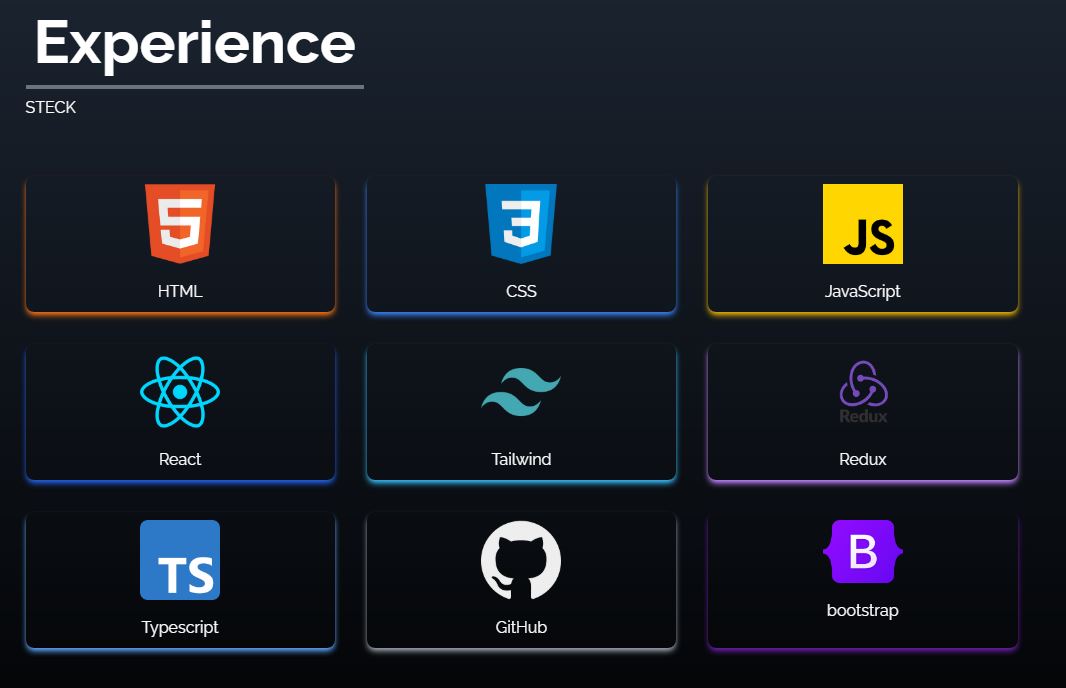 Experience
STECK
5
3
JS
HTML
CSS
JavaScript
Redux
React
Tailwind
Redux
TS
B
Typescript
GitHub
bootstrap